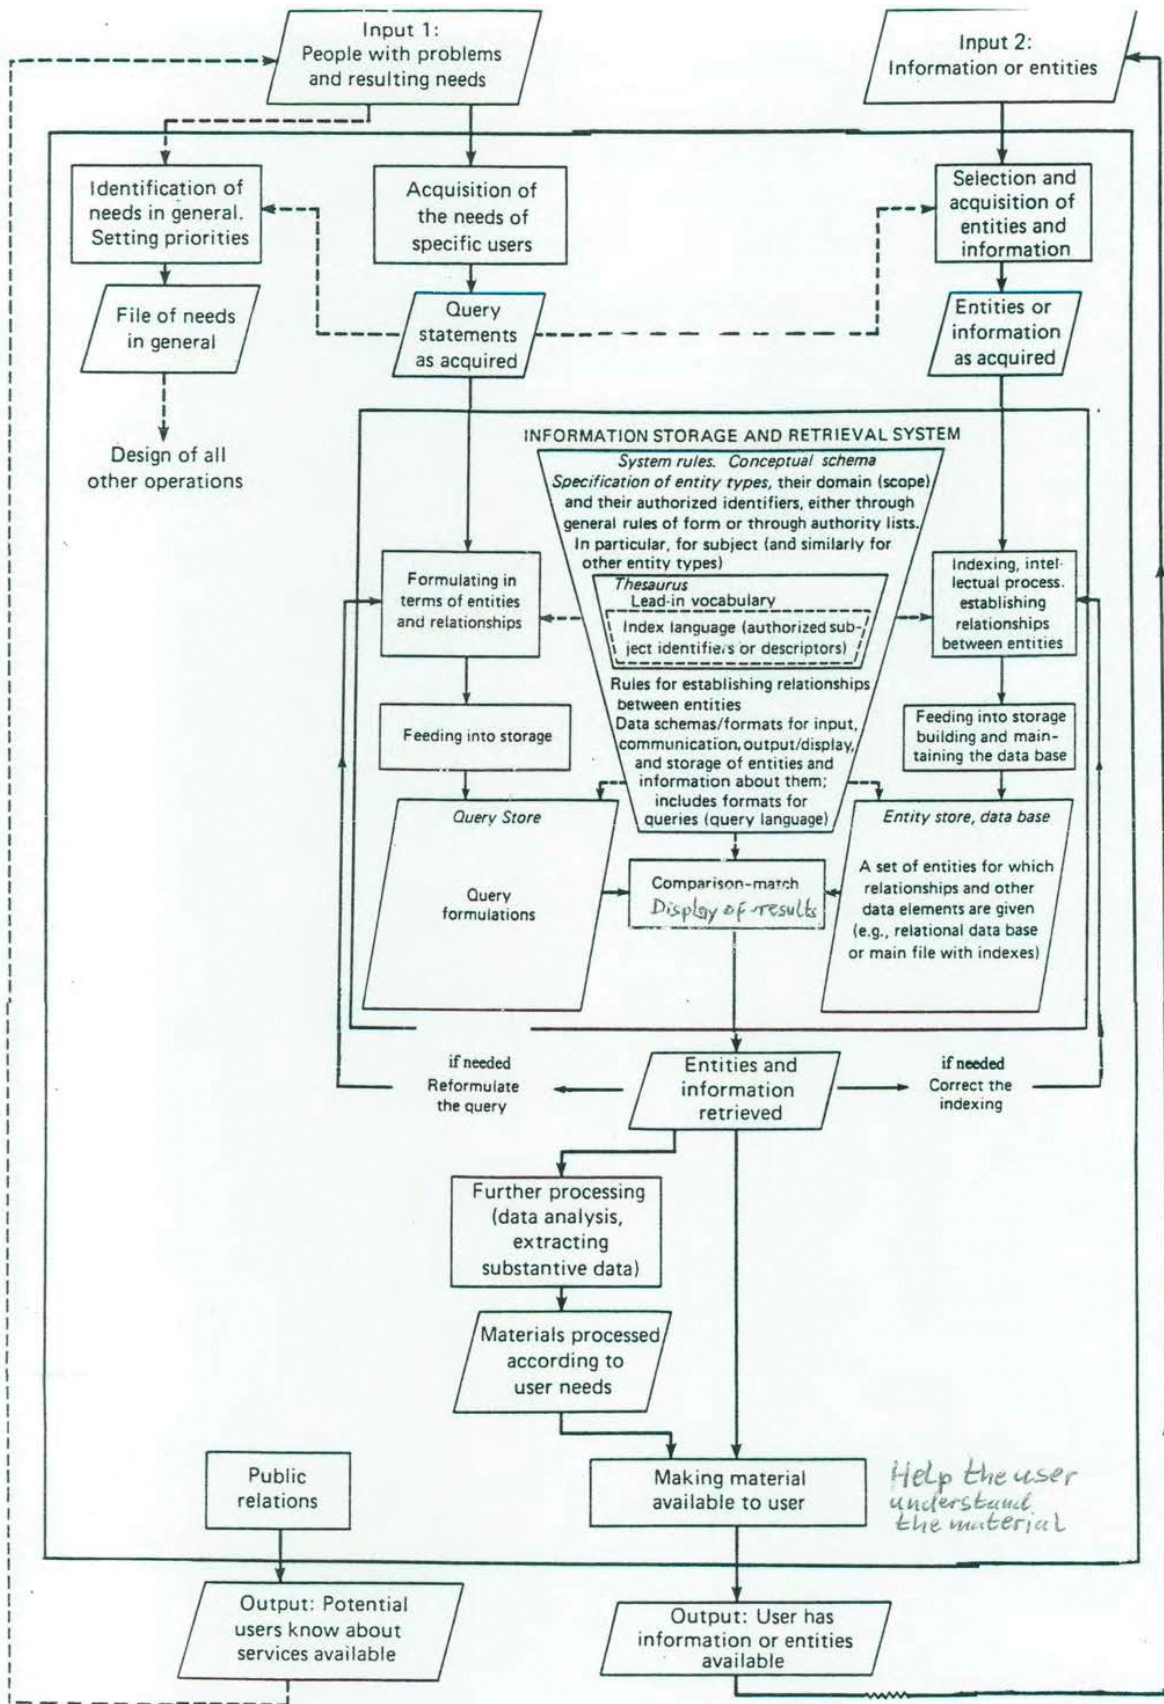 Input 1:
People with problems
and resulting needs
Input 2:
Information or entities
Identification of
needs in general.
Setting priorities
Acquisition of
the needs of
specific users
Selection and
acquisition of
entities and
information
File of needs
in general
Query
statements
as acquired
Entities or
information
as acquired
Design of all
other operations
INFORMATION STORAGE AND RETRIEVAL SYSTEM
System rules. Conceptual schema
Specification of entity types, their domain (scope)
and their authorized identifiers, either through
general rules of form or through authority lists.
In particular, for subject (and similarly for
other entity types)
Thesaurus
Lead-in vocabulary
Index language (authorized sub-
ject identifiers or descriptors)
Rules for establishing relationships
between entities
Data schemas/formats for input,
communication, output/display,
and storage of entities and
information about them;
includes formats for
queries (query language)
Formulating in
terms of entities
and relationships
Indexing, intel-
lectual process.
establishing
relationships
between entities
Feeding into storage
Feeding into storage
building and main-
taining the data base
Query Store
Query
formulations
Comparison-match
Display of results
Entity store, data base
A set of entities for which
relationships and other
data elements are given
(e.g., relational data base
or main file with indexes)
if needed
Reformulate
the query
Entities and
information
retrieved
if needed
Correct the
indexing
Further processing
(data analysis,
extracting
substantive data)
Materials processed
according to
user needs
Public
relations
Making material
available to user
Help the user
understand
the material
Output: Potential
users know about
services available
Output: User has
information or entities
available